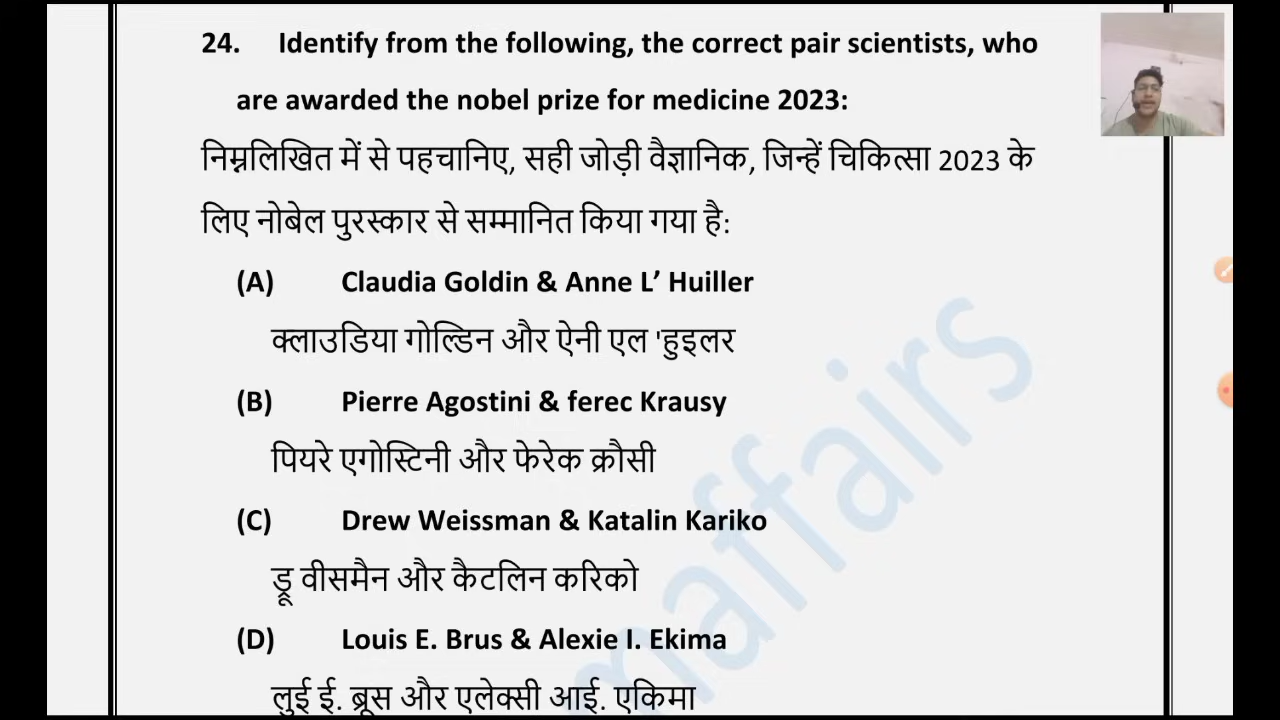 24. Identify from the following, the correct pair scientists, who
are awarded the nobel prize for medicine 2023:
निम्नलिखित में से पहचानिए, सही जोड़ी वैज्ञानिक, जिन्हें चिकित्सा 2023 के
लिए नोबेल पुरस्कार से सम्मानित किया गया है:
(A) Claudia Goldin & Anne L’ Huiller
क्लाउडिया गोल्डिन और ऐनी एल 'हुइलर
(B) Pierre Agostini & ferec Krausy
पियरे एगोस्टिनी और फेरेक क्रौसी
(C) Drew Weissman & Katalin Kariko
ड्रू वीसमैन और कैटलिन करिको
(D) Louis E. Brus & Alexie I. Ekima
लुई ई. ब्रूस और एलेक्सी आई. एकिमा
maffairs